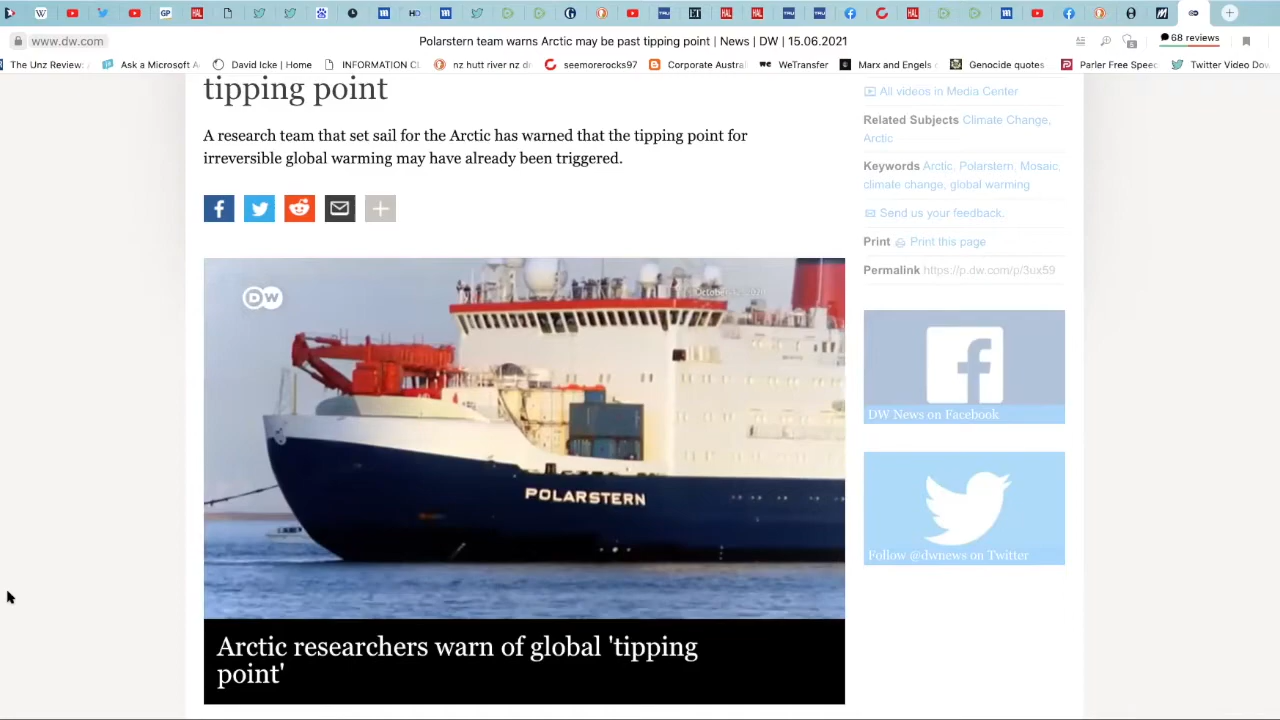 www.dw.com
Polarstern team warns Arctic may be past tipping point | News | DW | 15.06.2021
68 reviews
The Unz Review:
Ask a Microsoft A
David Icke | Home
INFORMATION CL
nz hutt river nz d
seemorerocks97
Corporate Austral
WeTransfer
Marx and Engels c
Genocide quotes
Parler Free Speec
Twitter Video Dow
tipping point
A research team that set sail for the Arctic has warned that the tipping point for
irreversible global warming may have already been triggered.
DW
POLARSTERN
Arctic researchers warn of global 'tipping
point'
All videos in Media Center
Related Subjects Climate Change,
Arctic
Keywords Arctic, Polarstern, Mosaic,
climate change, global warming
Send us your feedback.
Print Print this page
Permalink https://p.dw.com/p/3ux59
DW News on Facebook
Follow @dwnews on Twitter